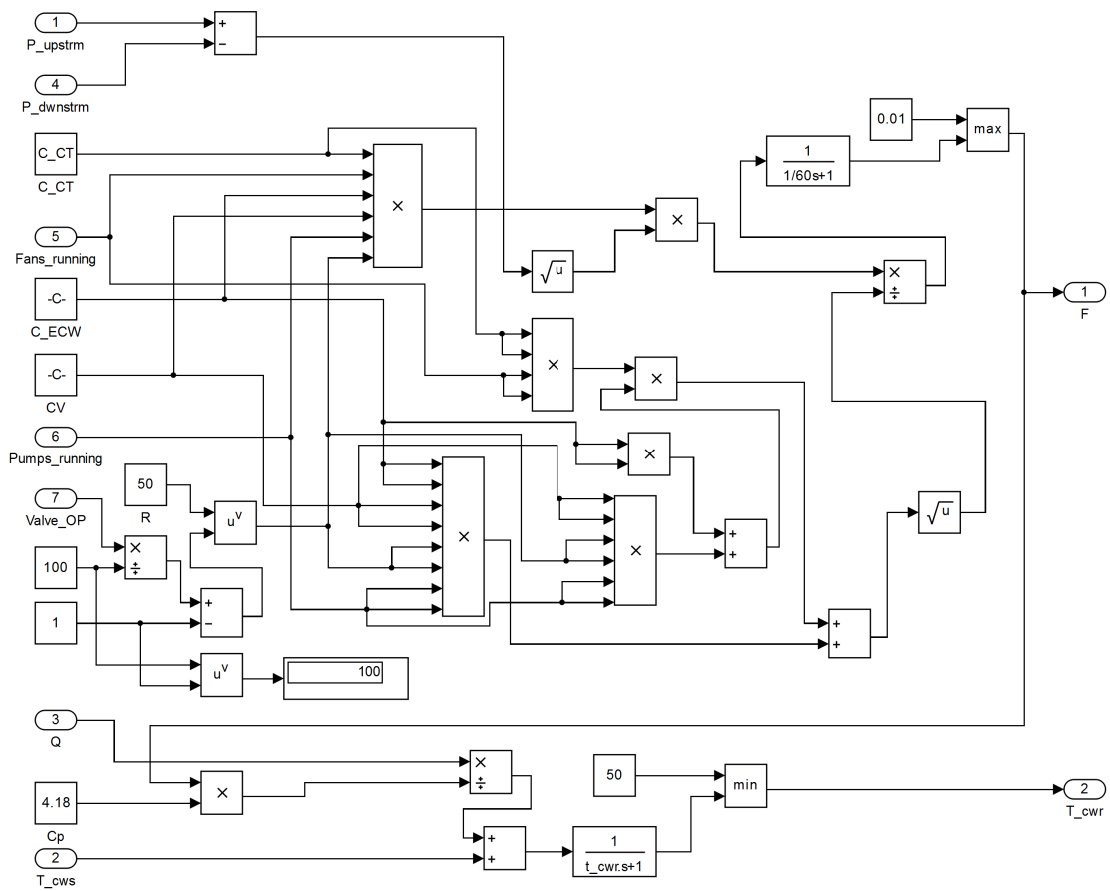 1
P_upstrm
+
−
4
P_dwnstrm
C_CT
C_CT
×
0.01
max
1
1/60s+1
5
Fans_running
×
√u
×
÷
1
F
-C-
C_ECW
-C-
CV
×
×
6
Pumps_running
×
50
R
7
Valve_OP
u^v
×
÷
100
×
×
+
+
√u
1
+
−
+
+
u^v
100
3
Q
×
÷
50
min
2
T_cwr
4.18
Cp
×
+
+
1
t_cwr.s+1
2
T_cws